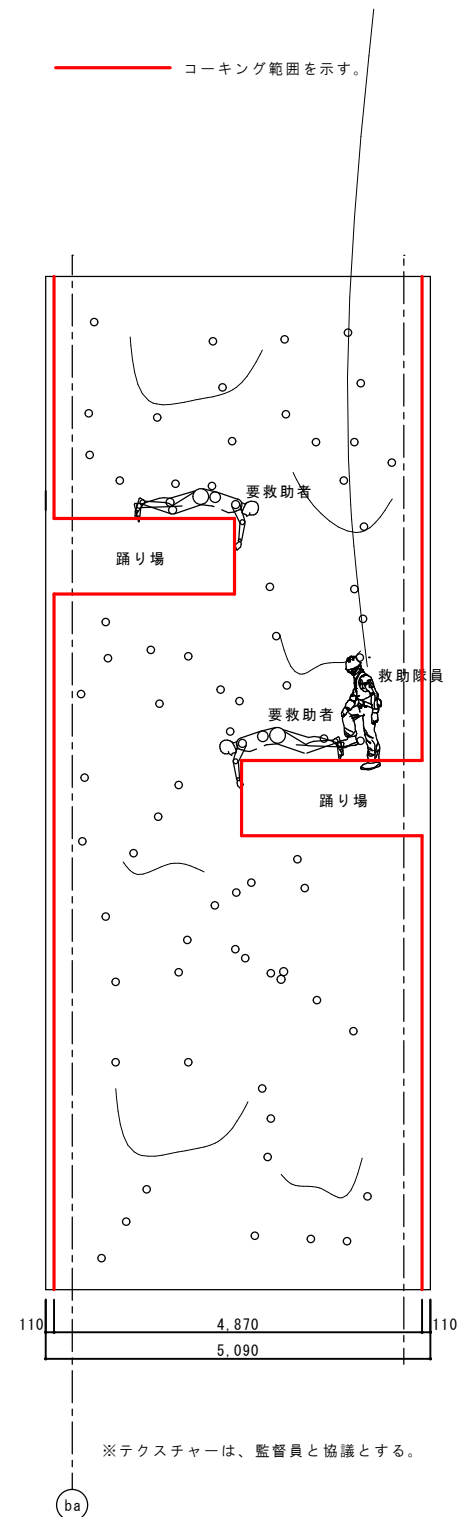 コーキング範囲を示す。
要救助者
踊り場
救助隊員
要救助者
踊り場
110 4,870 110
5,090
※テクスチャーは、監督員と協議とする。
ba